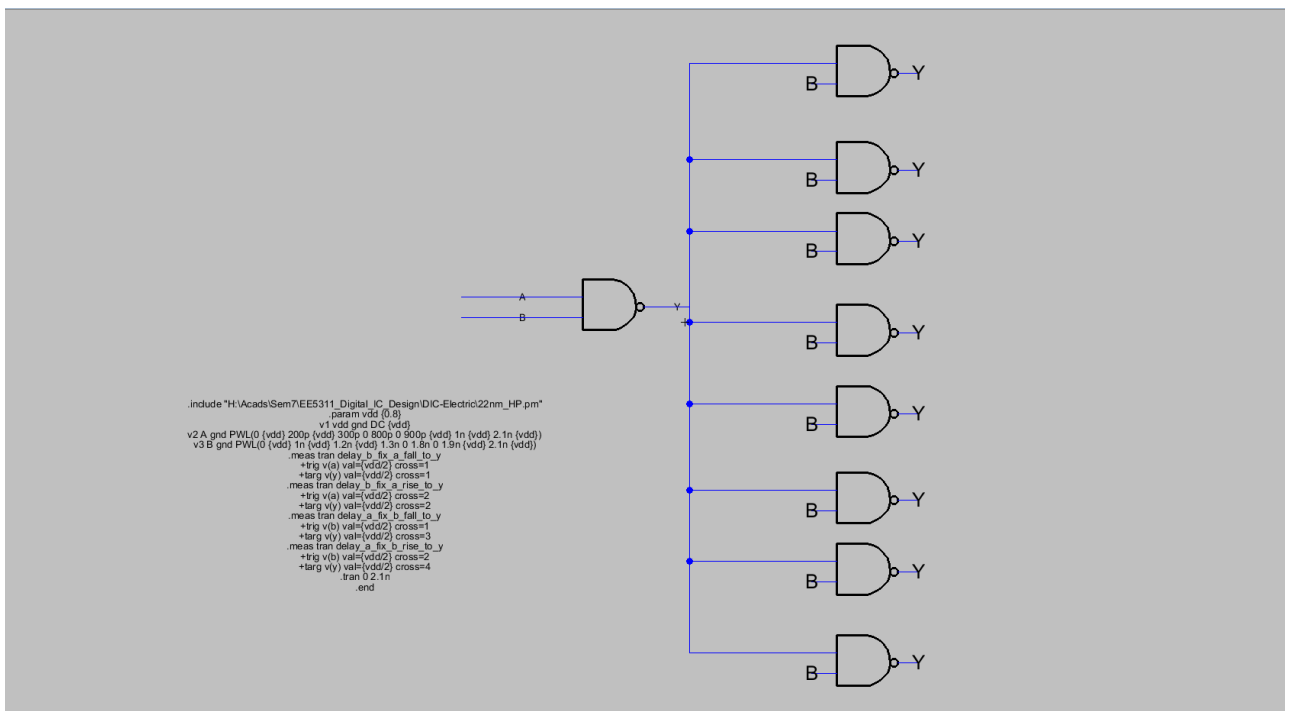 B Y
B Y
B Y
A
Y
B
B Y
.include "H:\Acads\Sem7\EE5311_Digital_IC_Design\DIC-Electric\22nm_HP.pm"
.param vdd {0.8}
v1 vdd gnd DC {vdd}
v2 A gnd PWL(0 {vdd} 200p {vdd} 300p 0 800p 0 900p {vdd} 1n {vdd} 2.1n {vdd})
v3 B gnd PWL(0 {vdd} 1n {vdd} 1.2n {vdd} 1.3n 0 1.8n 0 1.9n {vdd} 2.1n {vdd})
.meas tran delay_b_fix_a_fall_to_y
+trig v(a) val={vdd/2} cross=1
+targ v(y) val={vdd/2} cross=1
.meas tran delay_b_fix_a_rise_to_y
+trig v(a) val={vdd/2} cross=2
+targ v(y) val={vdd/2} cross=2
.meas tran delay_a_fix_b_fall_to_y
+trig v(b) val={vdd/2} cross=1
+targ v(y) val={vdd/2} cross=3
.meas tran delay_a_fix_b_rise_to_y
+trig v(b) val={vdd/2} cross=2
+targ v(y) val={vdd/2} cross=4
.tran 0 2.1n
.end
B Y
B Y
B Y
B Y